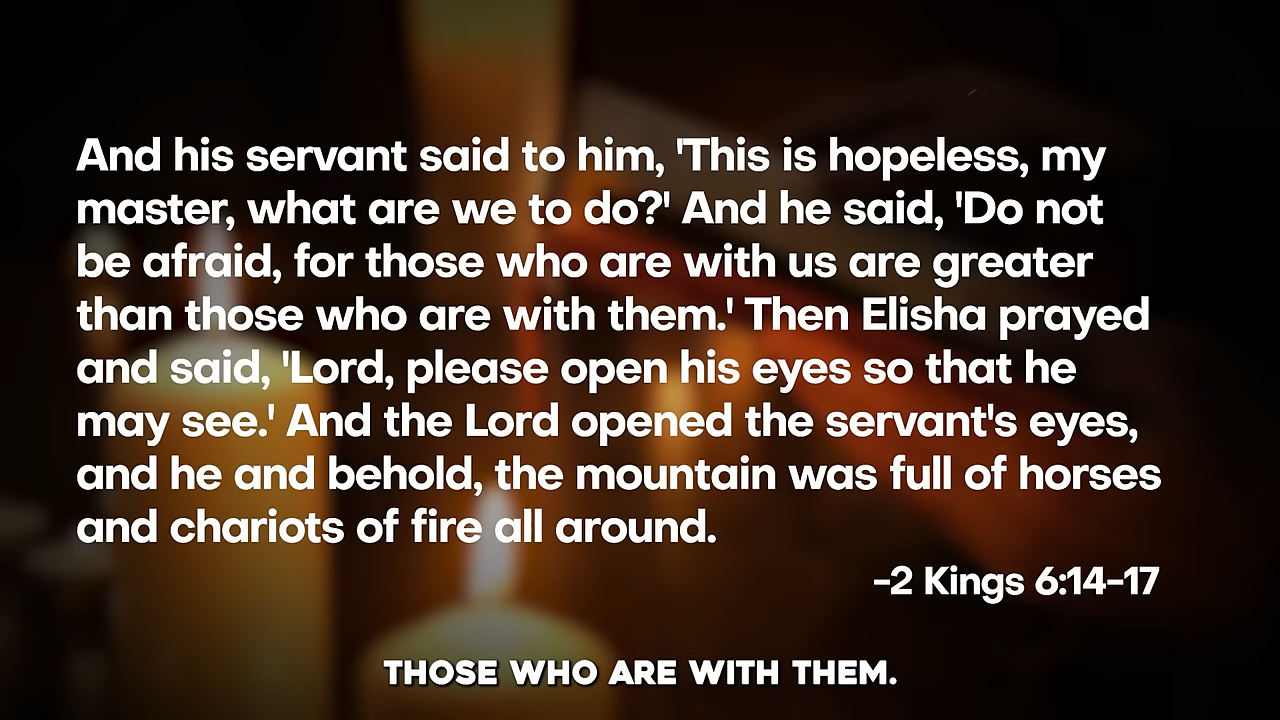 And his servant said to him, 'This is hopeless, my
master, what are we to do?' And he said, 'Do not
be afraid, for those who are with us are greater
than those who are with them.' Then Elisha prayed
and said, 'Lord, please open his eyes so that he
may see.' And the Lord opened the servant's eyes,
and he and behold, the mountain was full of horses
and chariots of fire all around.
-2 Kings 6:14-17
THOSE WHO ARE WITH THEM.